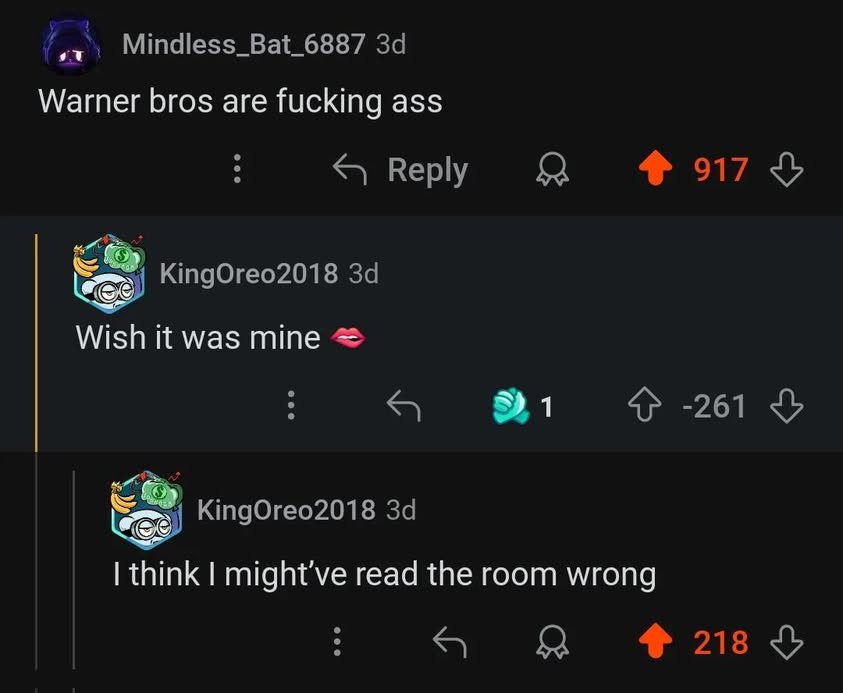 Mindless_Bat_6887 3d
Warner bros are fucking ass
Reply 917
KingOreo2018 3d
Wish it was mine 🫦
1 -261
KingOreo2018 3d
I think I might’ve read the room wrong
218